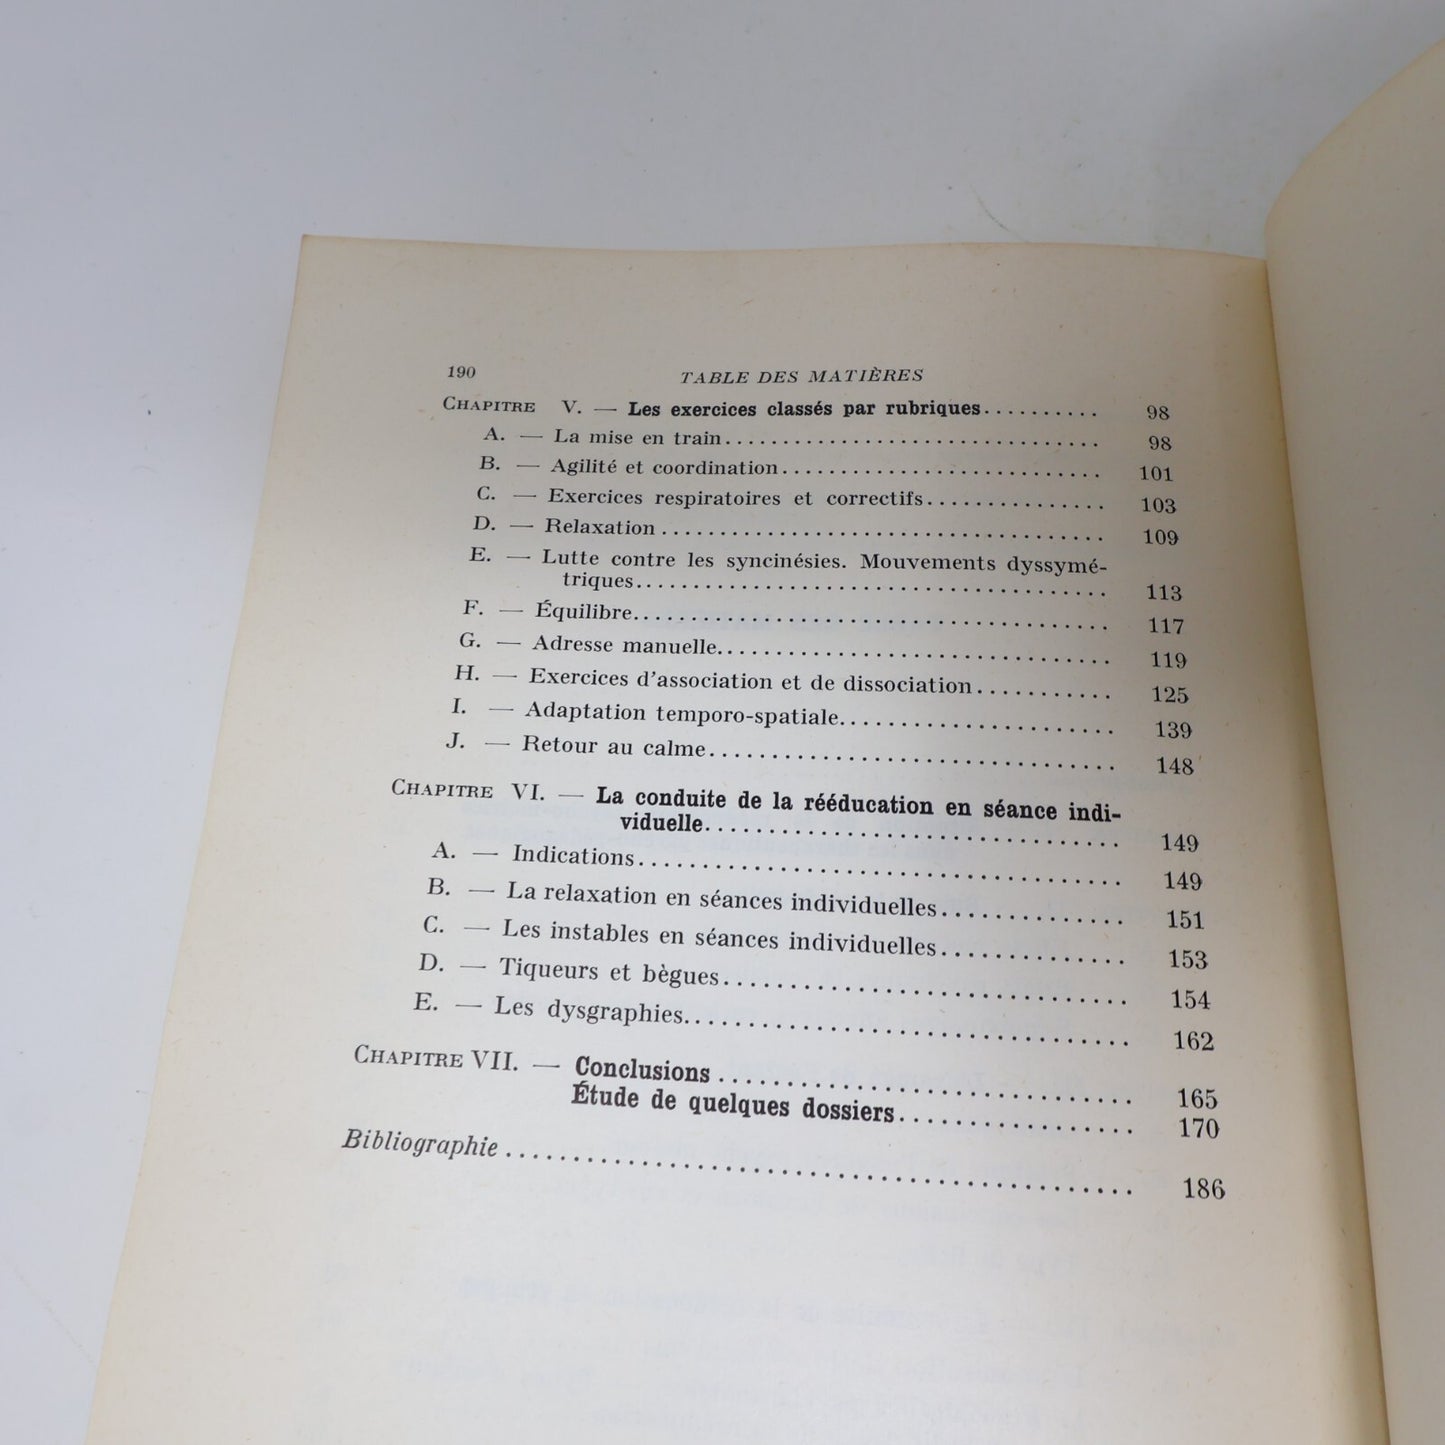 190 TABLE DES MATIÈRES
CHAPITRE V. — Les exercices classés par rubriques.......... 98
A. — La mise en train................................. 98
B. — Agilité et coordination............................ 101
C. — Exercices respiratoires et correctifs................ 103
D. — Relaxation ....................................... 109
E. — Lutte contre les syncinésies. Mouvements dyssymé-
triques.......................................... 113
F. — Équilibre.......................................... 117
G. — Adresse manuelle................................... 119
H. — Exercices d'association et de dissociation............ 125
I. — Adaptation temporo-spatiale........................ 139
J. — Retour au calme.................................... 148
CHAPITRE VI. — La conduite de la rééducation en séance indi-
viduelle.................................. 149
A. — Indications........................................ 149
B. — La relaxation en séances individuelles.............. 151
C. — Les instables en séances individuelles.............. 153
D. — Tiqueurs et bègues................................ 154
E. — Les dysgraphies................................... 162
CHAPITRE VII. — Conclusions ................................ 165
Étude de quelques dossiers.................. 170
Bibliographie ............................................... 186